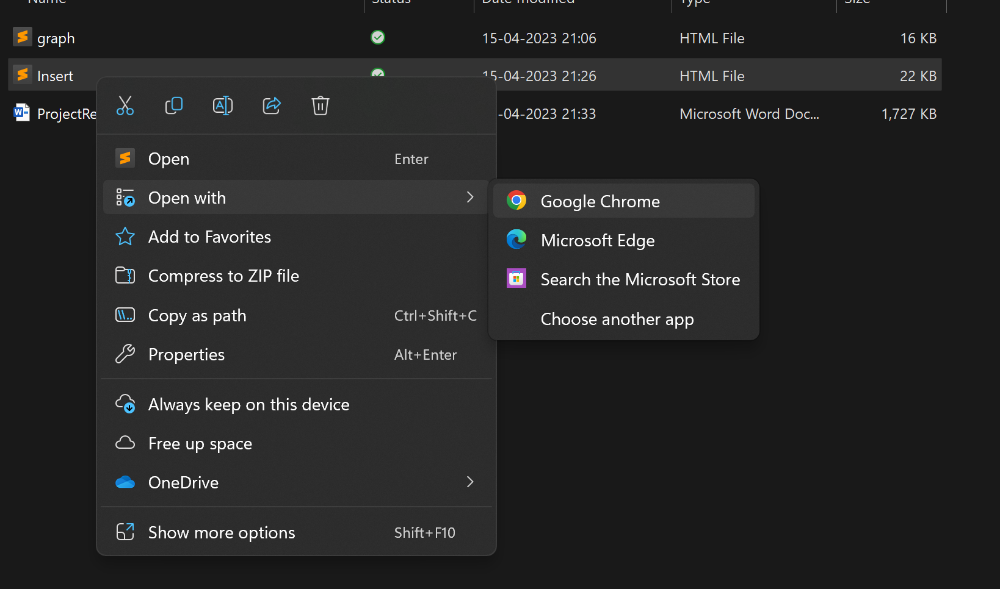 Name Status Date modified Type Size
graph 15-04-2023 21:06 HTML File 16 KB
Insert 15-04-2023 21:26 HTML File 22 KB
ProjectRe -04-2023 21:33 Microsoft Word Doc... 1,727 KB
Open Enter
Open with
Google Chrome
Add to Favorites
Microsoft Edge
Compress to ZIP file
Search the Microsoft Store
Copy as path Ctrl+Shift+C
Choose another app
Properties Alt+Enter
Always keep on this device
Free up space
OneDrive
Show more options Shift+F10